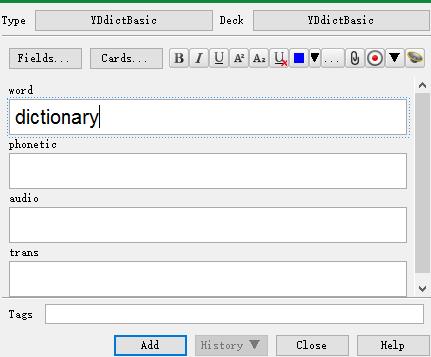 Type YDdictBasic Deck YDdictBasic
Fields... Cards... B I U A² A₂ U ...
word
dictionary
phonetic
audio
trans
Tags
Add History ▼ Close Help